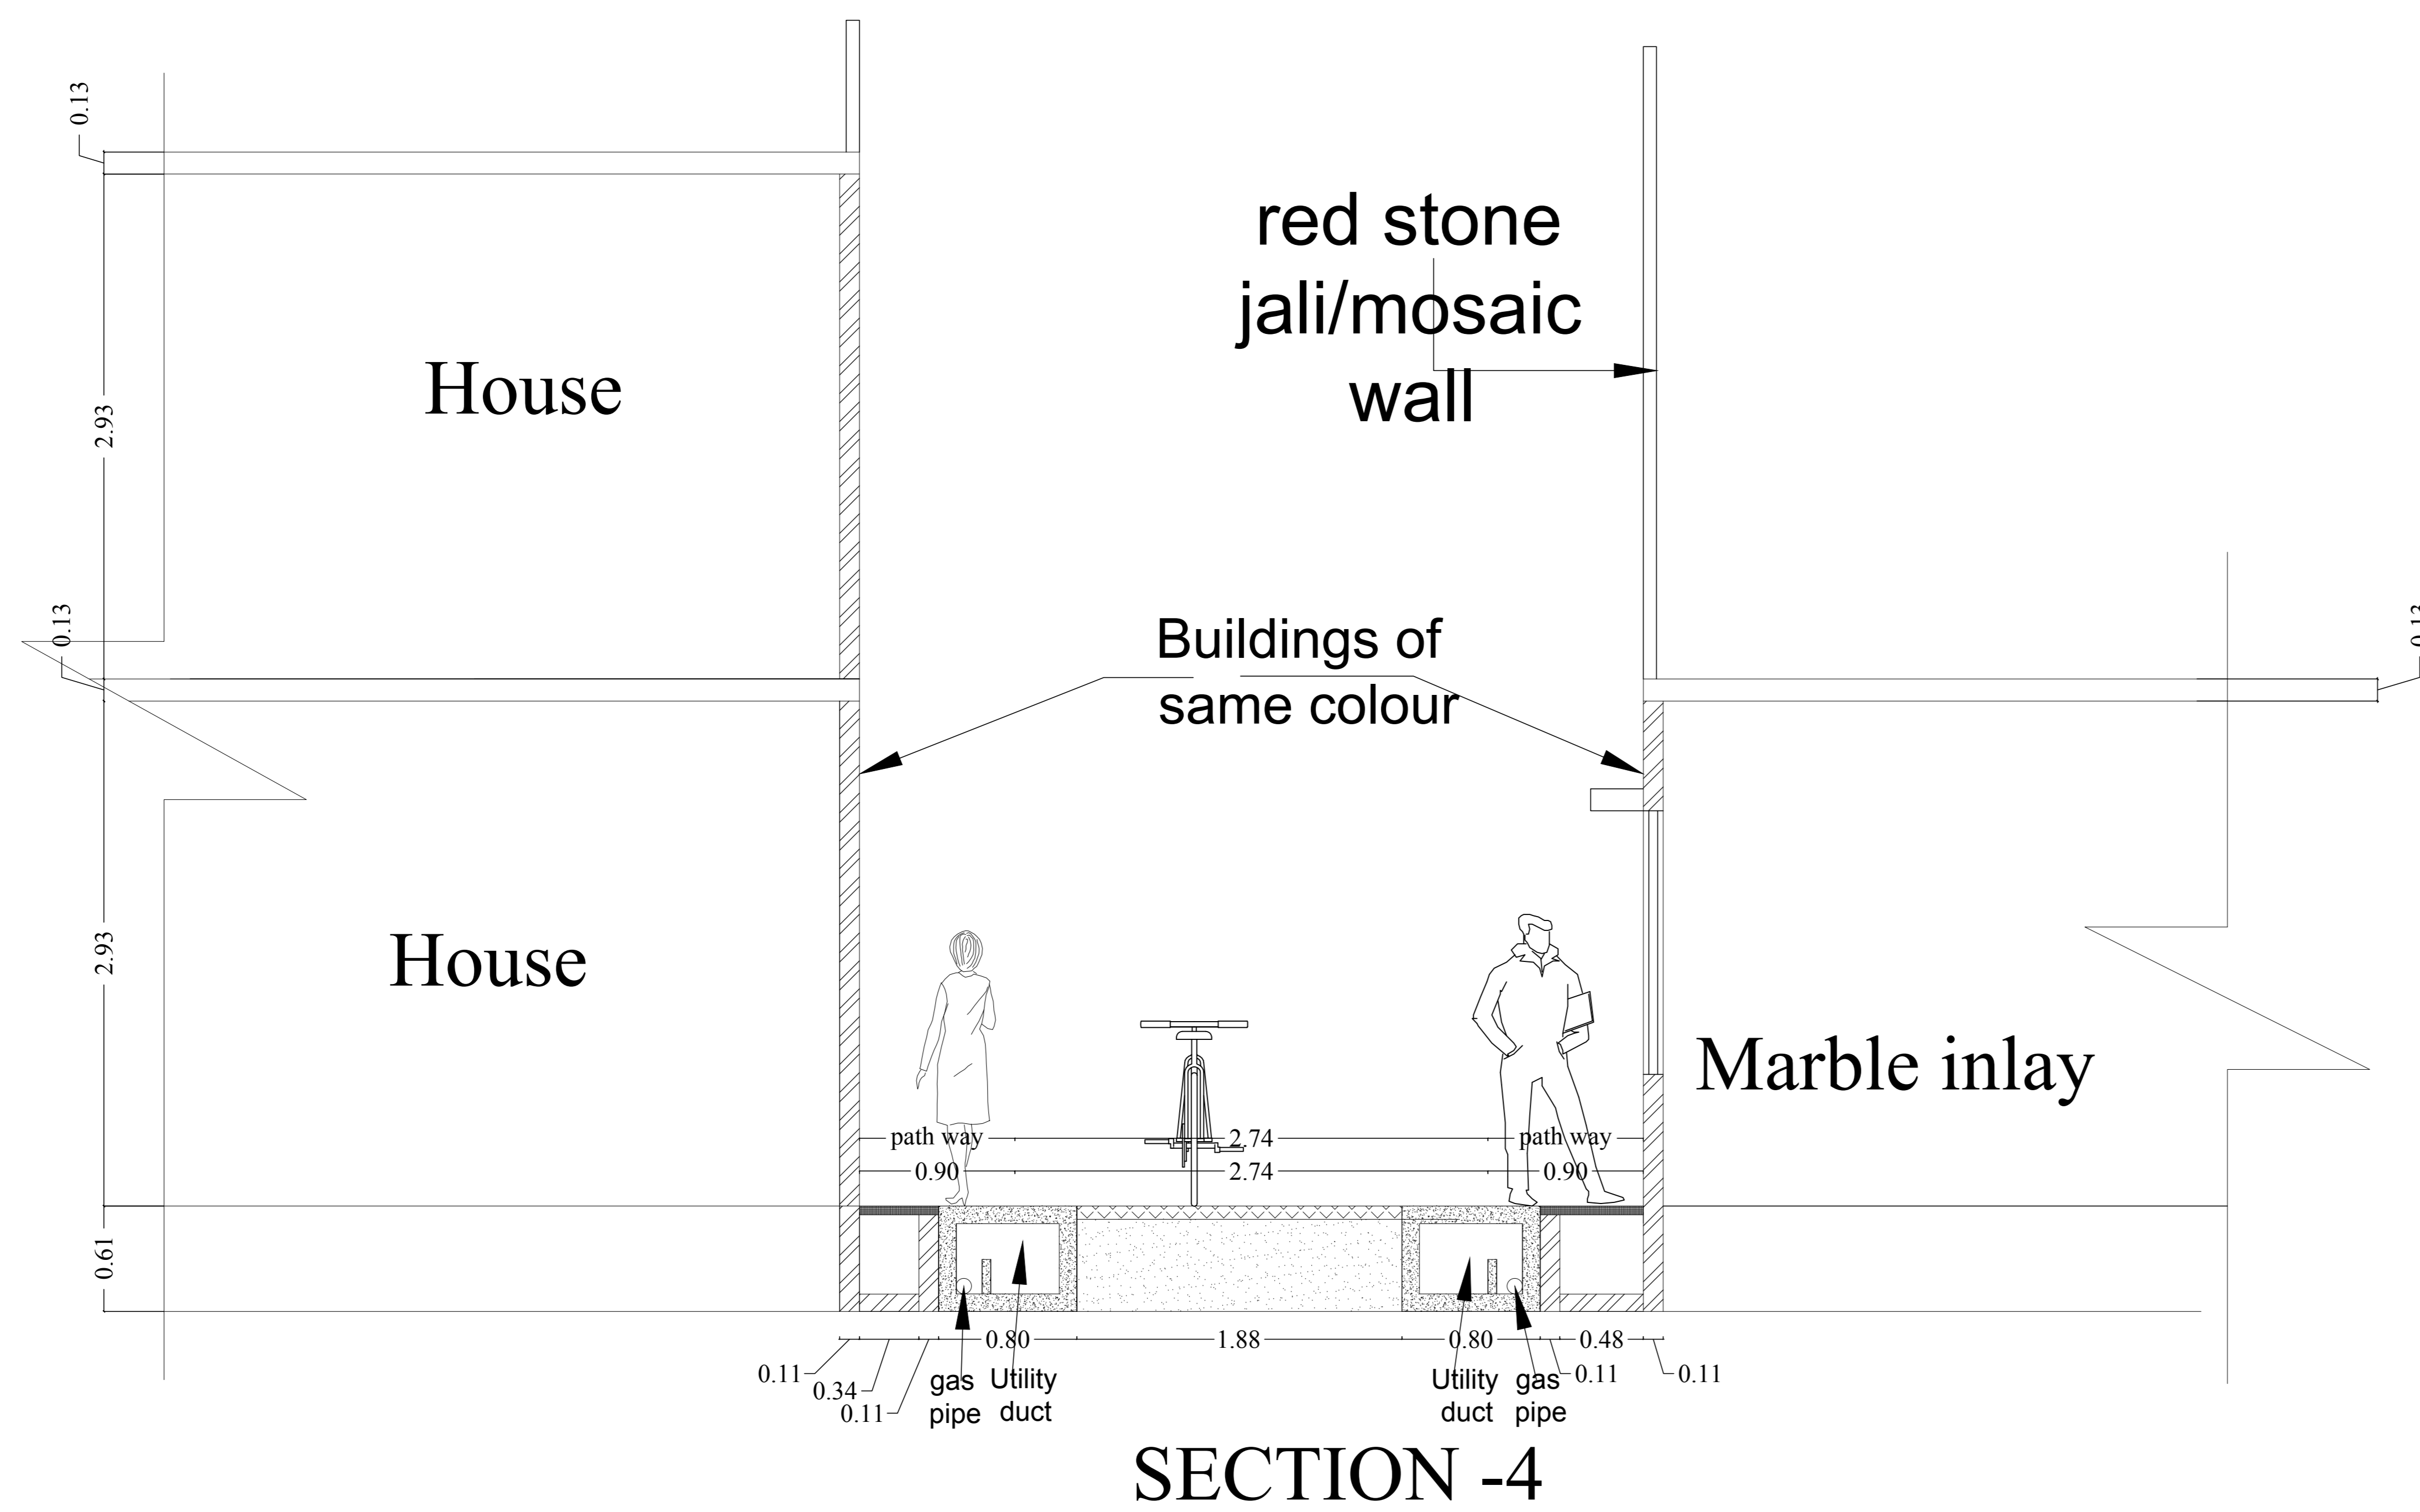 0.13
red stone
jali/mosaic
wall
House
2.93
0.13
0.13
Buildings of
same colour
House
2.93
Marble inlay
path way
2.74
path way
0.90
2.74
0.90
0.61
0.80
1.88
0.80
0.48
0.11
0.34
0.11
gas
pipe
Utility
duct
Utility
duct
gas
pipe
0.11
0.11
SECTION -4